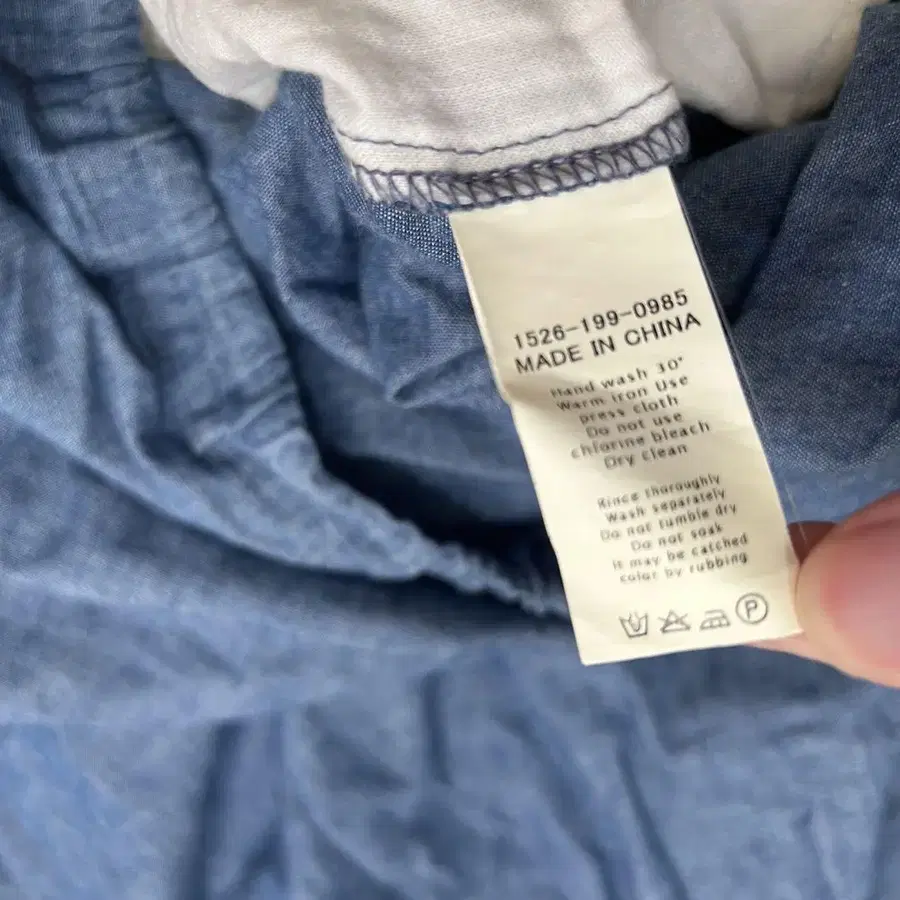 1526-199-0985
MADE IN CHINA
Hand wash 30°
Warm iron Use
press cloth
Do not use
chlorine bleach
Dry clean
Rince thoroughly
Wash separately
Do not tumble dry
Do not soak
it may be catched
color by rubbing
P